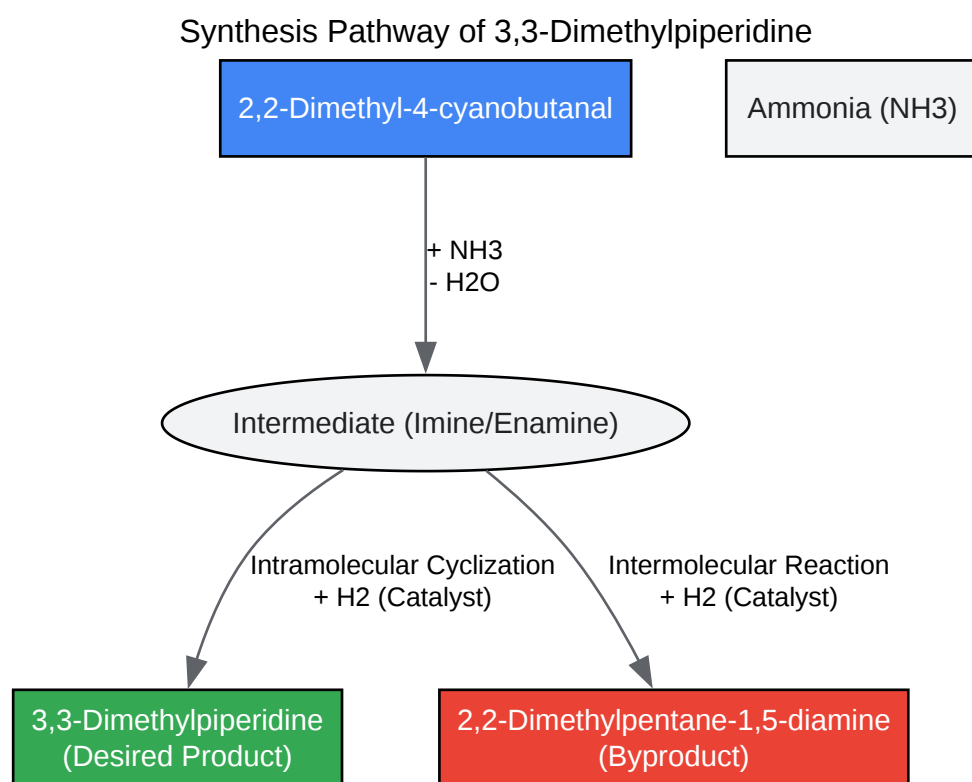 Synthesis Pathway of 3,3-Dimethylpiperidine
2,2-Dimethyl-4-cyanobutanal
Ammonia (NH3)
+ NH3
- H2O
Intermediate (Imine/Enamine)
Intramolecular Cyclization
+ H2 (Catalyst)
Intermolecular Reaction
+ H2 (Catalyst)
3,3-Dimethylpiperidine
(Desired Product)
2,2-Dimethylpentane-1,5-diamine
(Byproduct)